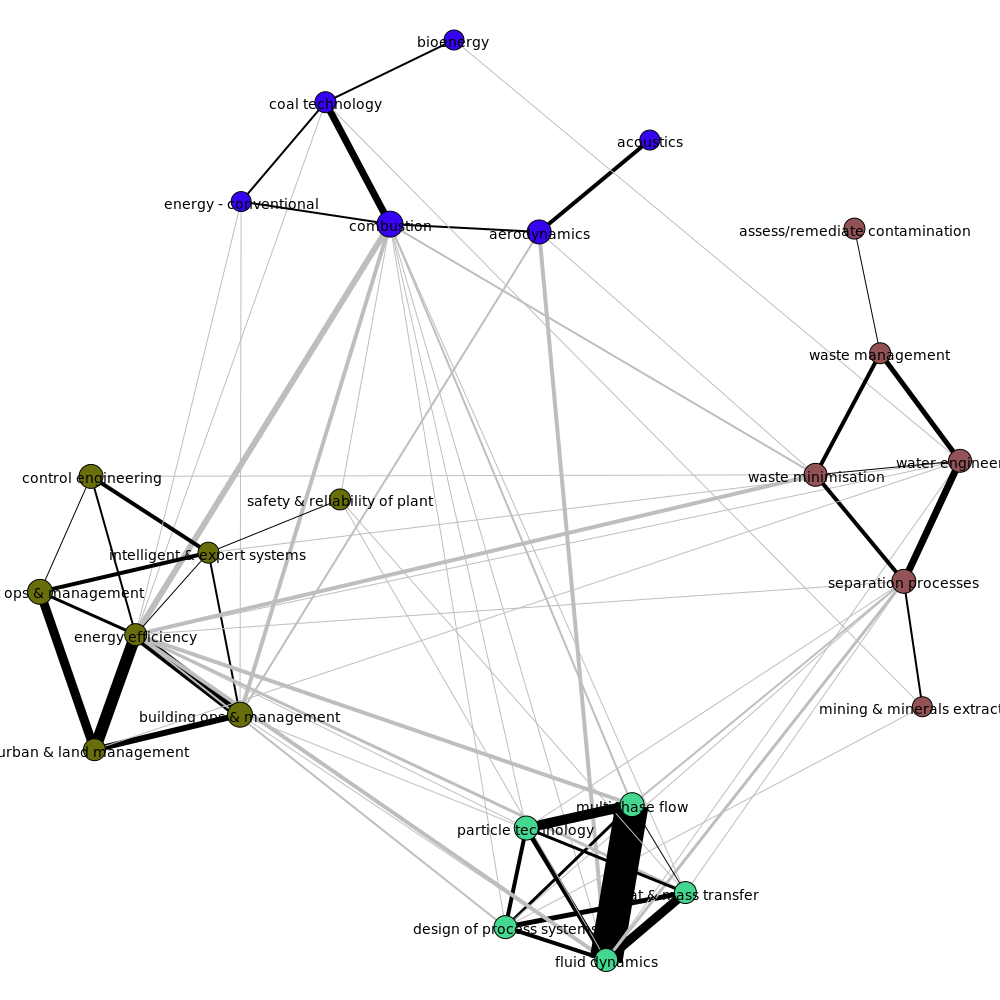 bioenergy
coal technology
acoustics
energy - conventional
combustion
aerodynamics
assess/remediate contamination
waste management
water engineer
control engineering
waste minimisation
safety & reliability of plant
intelligent & expert systems
separation processes
ops & management
energy efficiency
mining & minerals extract
building ops & management
urban & land management
multiphase flow
particle technology
at & mass transfer
design of process systems
fluid dynamics